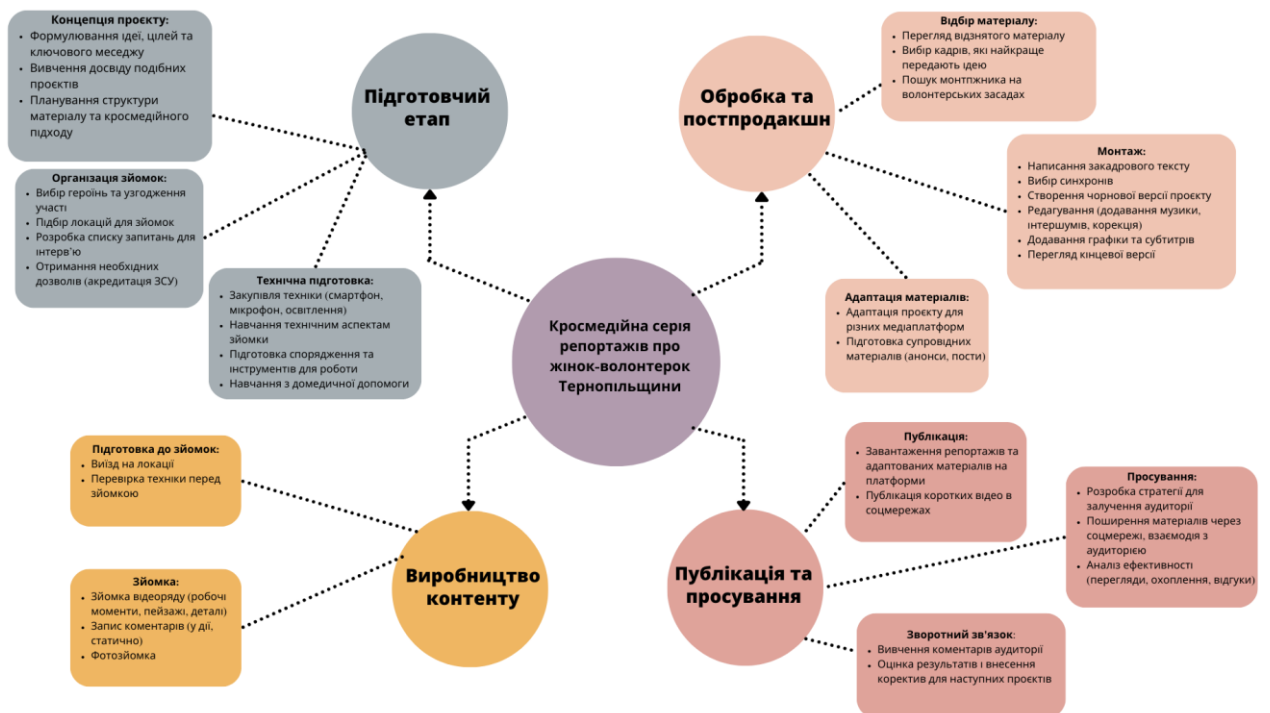 Концепція проєкту:
• Формулювання ідеї, цілей та
ключового меседжу
• Вивчення досвіду подібних
проєктів
• Планування структури
матеріалу та кросмедійного
підходу
Підготовчий
етап
Організація зйомок:
• Вибір героїнь та узгодження
участі
• Підбір локацій для зйомок
• Розробка списку запитань для
інтерв'ю
• Отримання необхідних
дозволів (акредитація ЗСУ)
Технічна підготовка:
• Закупівля техніки (смартфон,
мікрофон, освітлення)
• Навчання технічним аспектам
зйомки
• Підготовка спорядження та
інструментів для роботи
• Навчання з домедичної допомоги
Обробка та
постпродакшн
Відбір матеріалу:
• Перегляд відзнятого матеріалу
• Вибір кадрів, які найкраще
передають ідею
• Пошук монтпжника на
волонтерських засадах
Монтаж:
• Написання закадрового тексту
• Вибір синхронів
• Створення чорнової версії проєкту
• Редагування (додавання музики,
інтершумів, корекція)
• Додавання графіки та субтитрів
• Перегляд кінцевої версії
Адаптація матеріалів:
• Адаптація проєкту для
різних медіаплатформ
• Підготовка супровідних
матеріалів (анонси, пости)
Кросмедійна серія
репортажів про
жінок-волонтерок
Тернопільщини
Підготовка до зйомок:
• Виїзд на локації
• Перевірка техніки перед
зйомкою
Зйомка:
• Зйомка відеоряду (робочі
моменти, пейзажі, деталі)
• Запис коментарів (у дії,
статично)
• Фотозйомка
Виробництво
контенту
Публікація та
просування
Публікація:
• Завантаження репортажів та
адаптованих матеріалів на
платформи
• Публікація коротких відео в
соцмережах
Просування:
• Розробка стратегії для
залучення аудиторії
• Поширення матеріалів через
соцмережі, взаємодія з
аудиторією
• Аналіз ефективності
(перегляди, охоплення, відгуки)
Зворотний зв'язок:
• Вивчення коментарів аудиторії
• Оцінка результатів і внесення
коректив для наступних проєктів